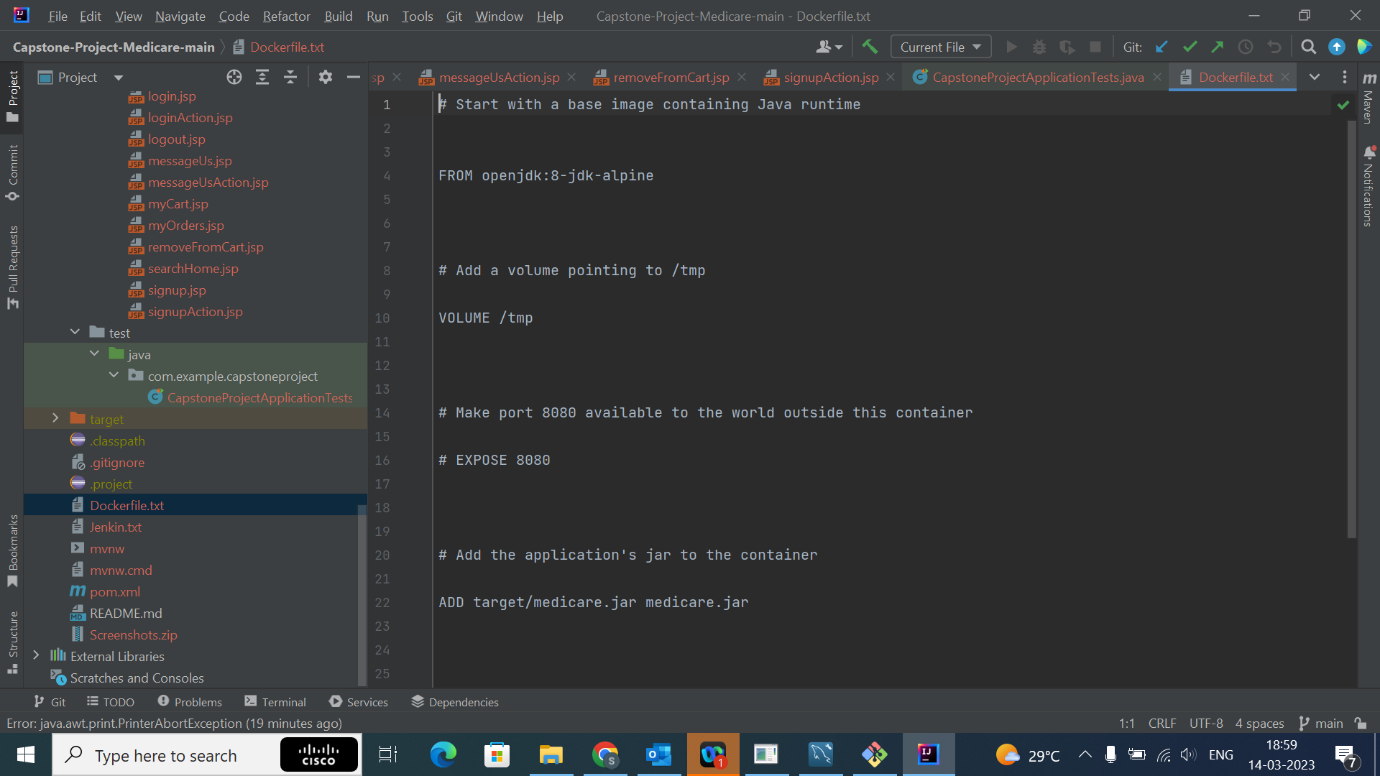 File Edit View Navigate Code Refactor Build Run Tools Git Window Help Capstone-Project-Medicare-main - Dockerfile.txt
Capstone-Project-Medicare-main Dockerfile.txt Current File Git:
Project sp messageUsAction.jsp removeFromCart.jsp signupAction.jsp CapstoneProjectApplicationTests.java Dockerfile.txt
Project
Commit
Pull Requests
Bookmarks
Structure
login.jsp
loginAction.jsp
logout.jsp
messageUs.jsp
messageUsAction.jsp
myCart.jsp
myOrders.jsp
removeFromCart.jsp
searchHome.jsp
signup.jsp
signupAction.jsp
test
java
com.example.capstoneproject
CapstoneProjectApplicationTests
target
.classpath
.gitignore
.project
Dockerfile.txt
Jenkin.txt
mvnw
mvnw.cmd
pom.xml
README.md
Screenshots.zip
External Libraries
Scratches and Consoles
1 # Start with a base image containing Java runtime
2
3
4 FROM openjdk:8-jdk-alpine
5
6
7
8 # Add a volume pointing to /tmp
9
10 VOLUME /tmp
11
12
13
14 # Make port 8080 available to the world outside this container
15
16 # EXPOSE 8080
17
18
19
20 # Add the application's jar to the container
21
22 ADD target/medicare.jar medicare.jar
23
24
25
Maven
Notifications
Git TODO Problems Terminal Services Dependencies
Error: java.awt.print.PrinterAbortException (19 minutes ago) 1:1 CRLF UTF-8 4 spaces main
Type here to search cisco 29°C ENG 18:59
14-03-2023 7